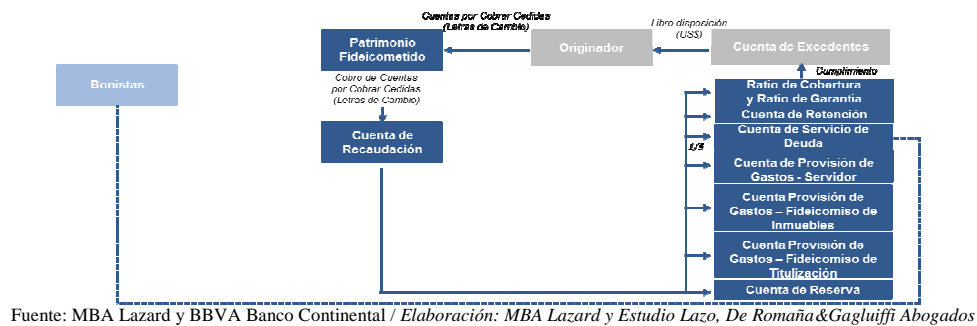 Cuentas por Cobrar Cedidas
(Letras de Cambio)
Libro disposición
(US$)
Patrimonio
Fideicometido
Originador
Cuenta de Excedentes
Cumplimiento
Bonistas
Cobro de Cuentas
por Cobrar Cedidas
(Letras de Cambio)
Ratio de Cobertura
y Ratio de Garantía
Cuenta de Retención
Cuenta de
Recaudación
Cuenta de Servicio de
Deuda
US$
Cuenta de Provisión de
Gastos - Servidor
Cuenta Provisión de
Gastos – Fideicomiso de
Inmuebles
Cuenta Provisión de
Gastos – Fideicomiso de
Titulización
Cuenta de Reserva
Fuente: MBA Lazard y BBVA Banco Continental / Elaboración: MBA Lazard y Estudio Lazo, De Romaña&Gagluiffi Abogados